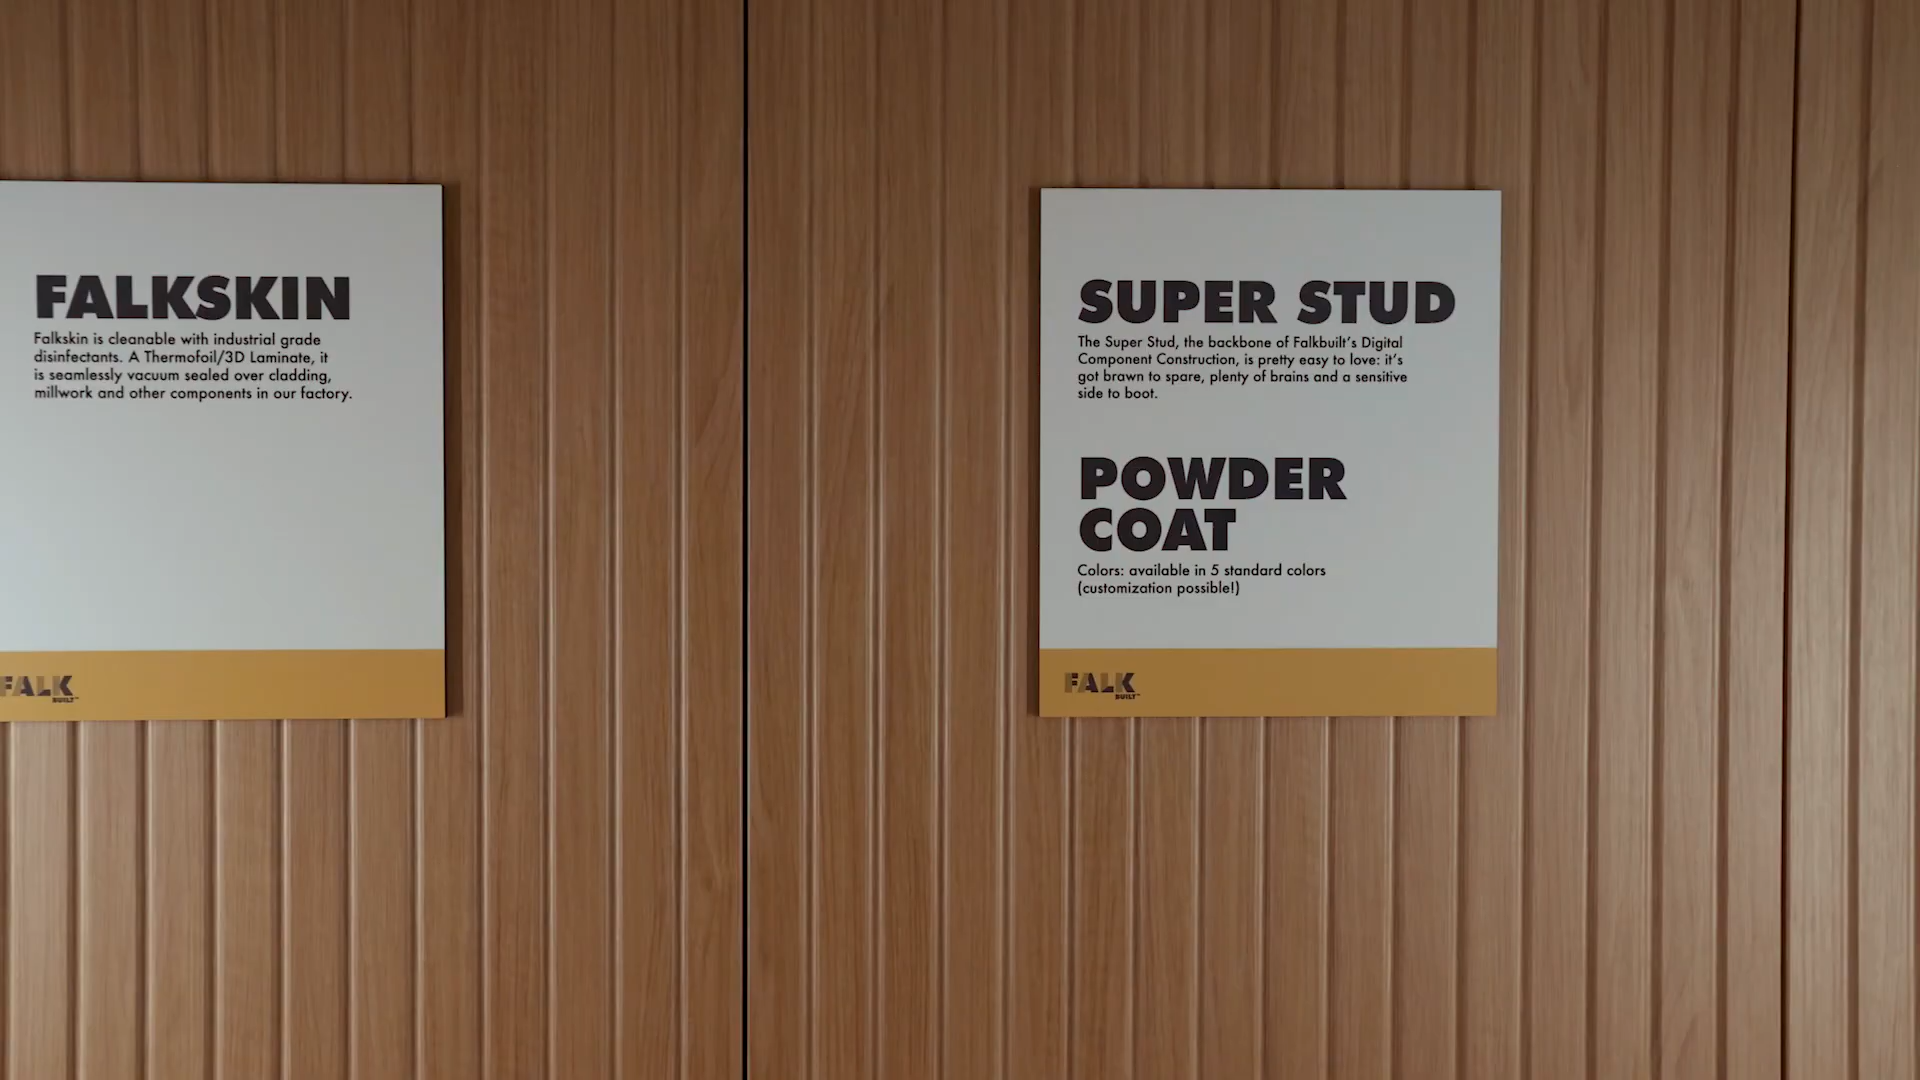 FALKSKIN
Falkskin is cleanable with industrial grade
disinfectants. A Thermofoil/3D Laminate, it
is seamlessly vacuum sealed over cladding,
millwork and other components in our factory.
FALK
BUILT™
SUPER STUD
The Super Stud, the backbone of Falkbuilt's Digital
Component Construction, is pretty easy to love: it's
got brawn to spare, plenty of brains and a sensitive
side to boot.
POWDER
COAT
Colors: available in 5 standard colors
(customization possible!)
FALK
BUILT™